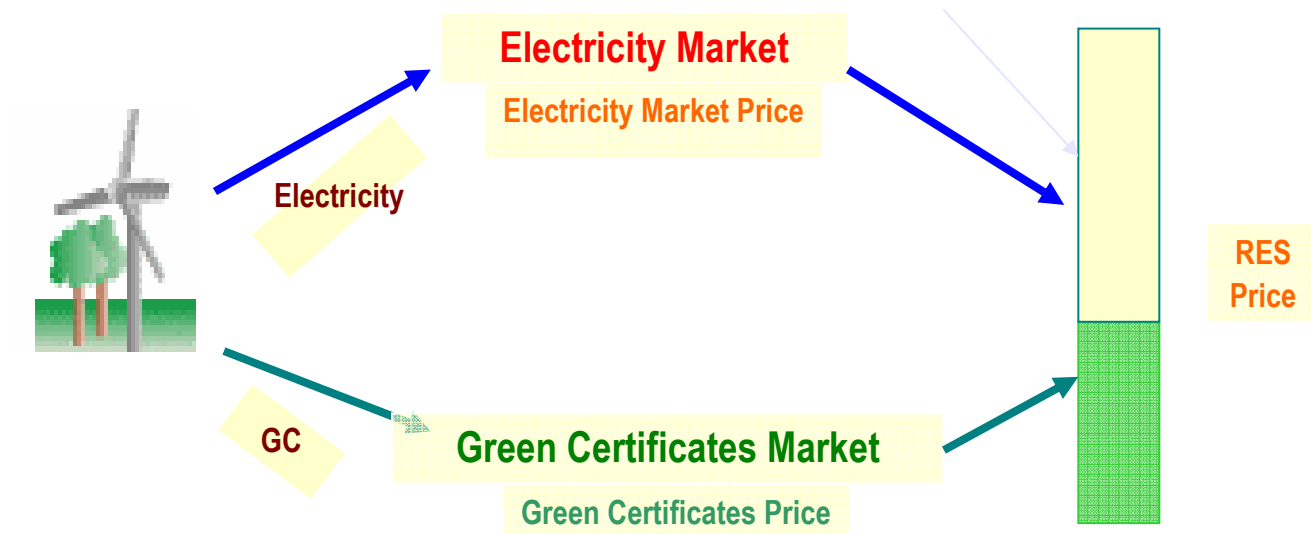 Electricity Market
Electricity Market Price
Electricity
RES
Price
GC
Green Certificates Market
Green Certificates Price